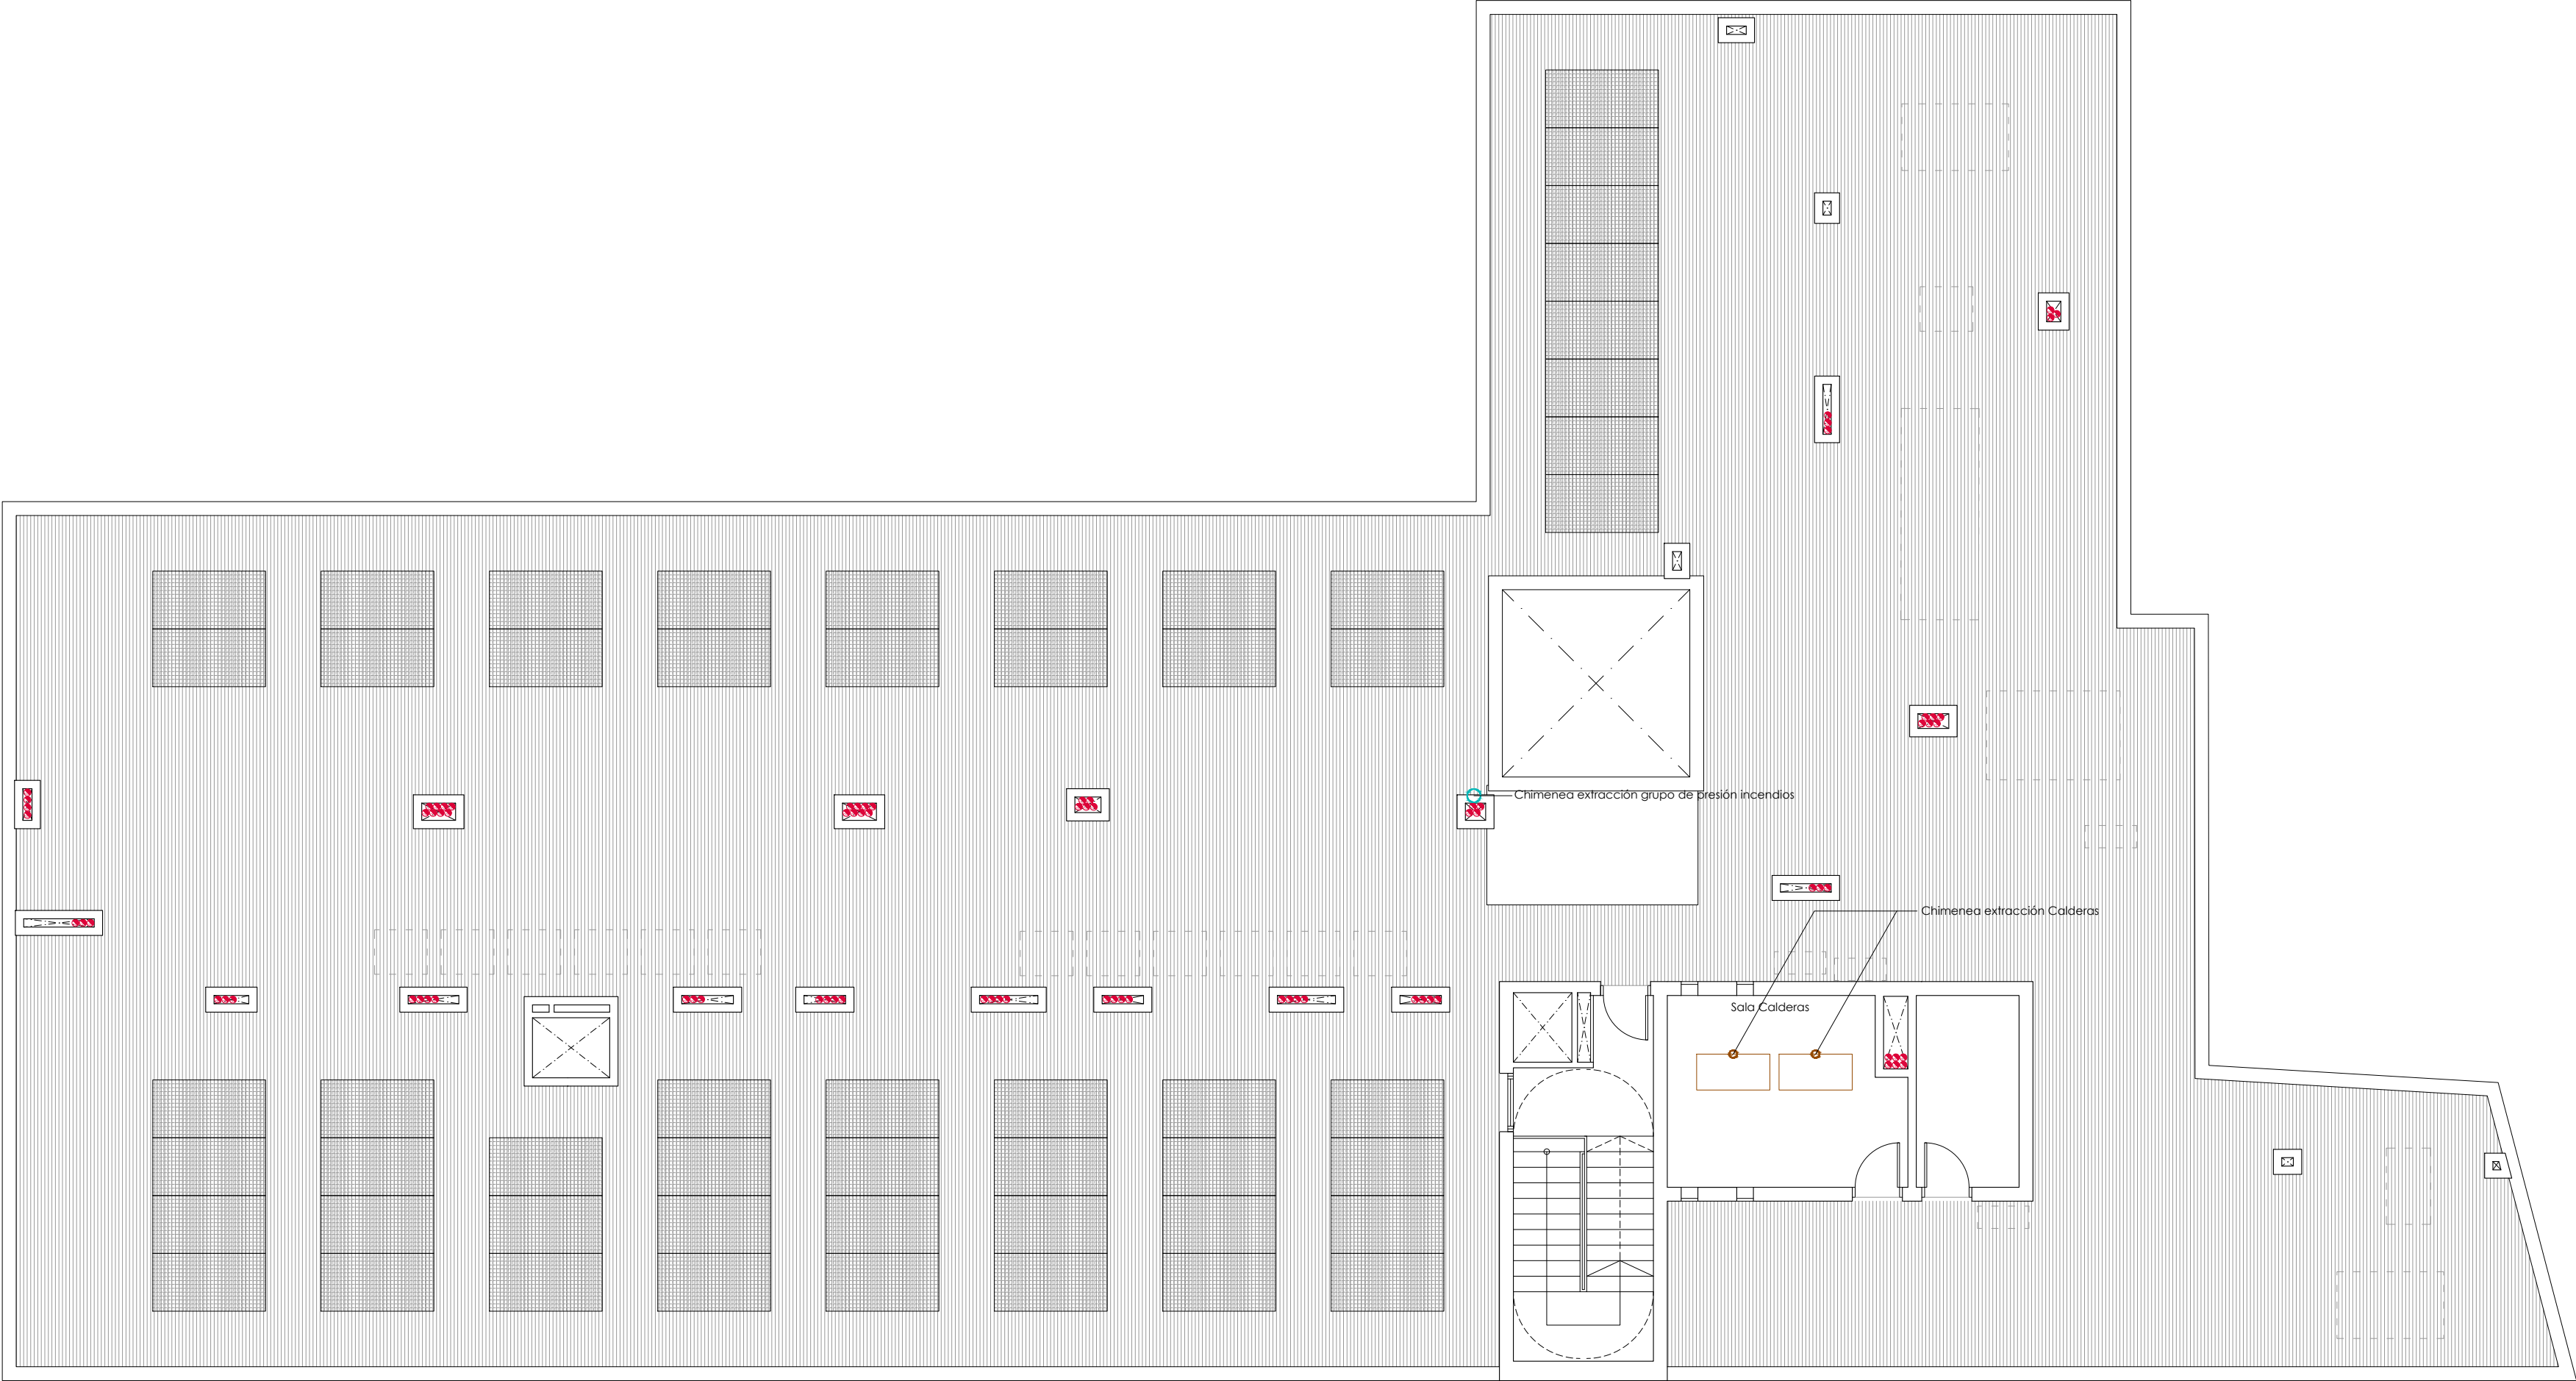 Chimenea extracción grupo de presión incendios
Chimenea extracción Calderas
Sala Calderas